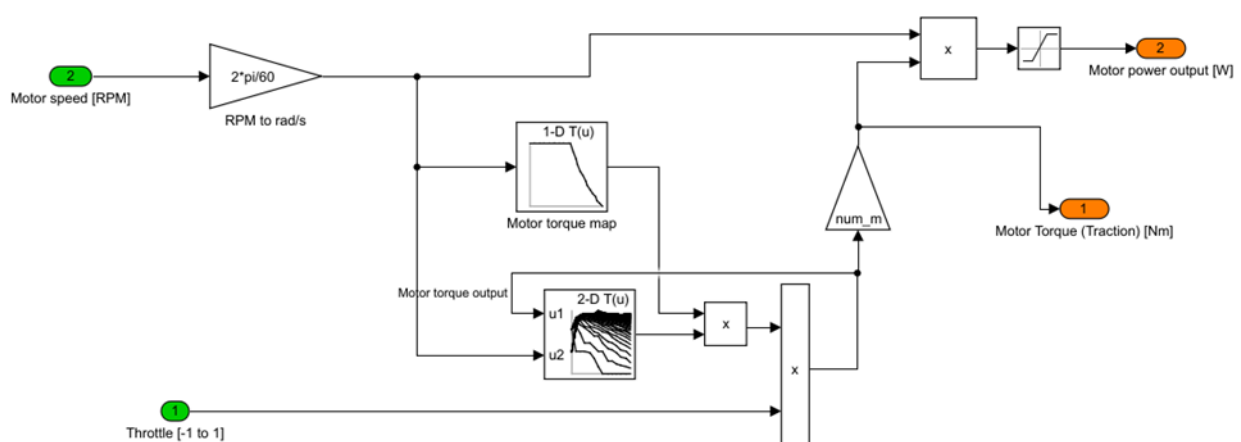 2
Motor speed [RPM]
2*pi/60
RPM to rad/s
x
2
Motor power output [W]
1-D T(u)
Motor torque map
num_m
1
Motor Torque (Traction) [Nm]
Motor torque output
2-D T(u)
u1
u2
x
x
1
Throttle [-1 to 1]